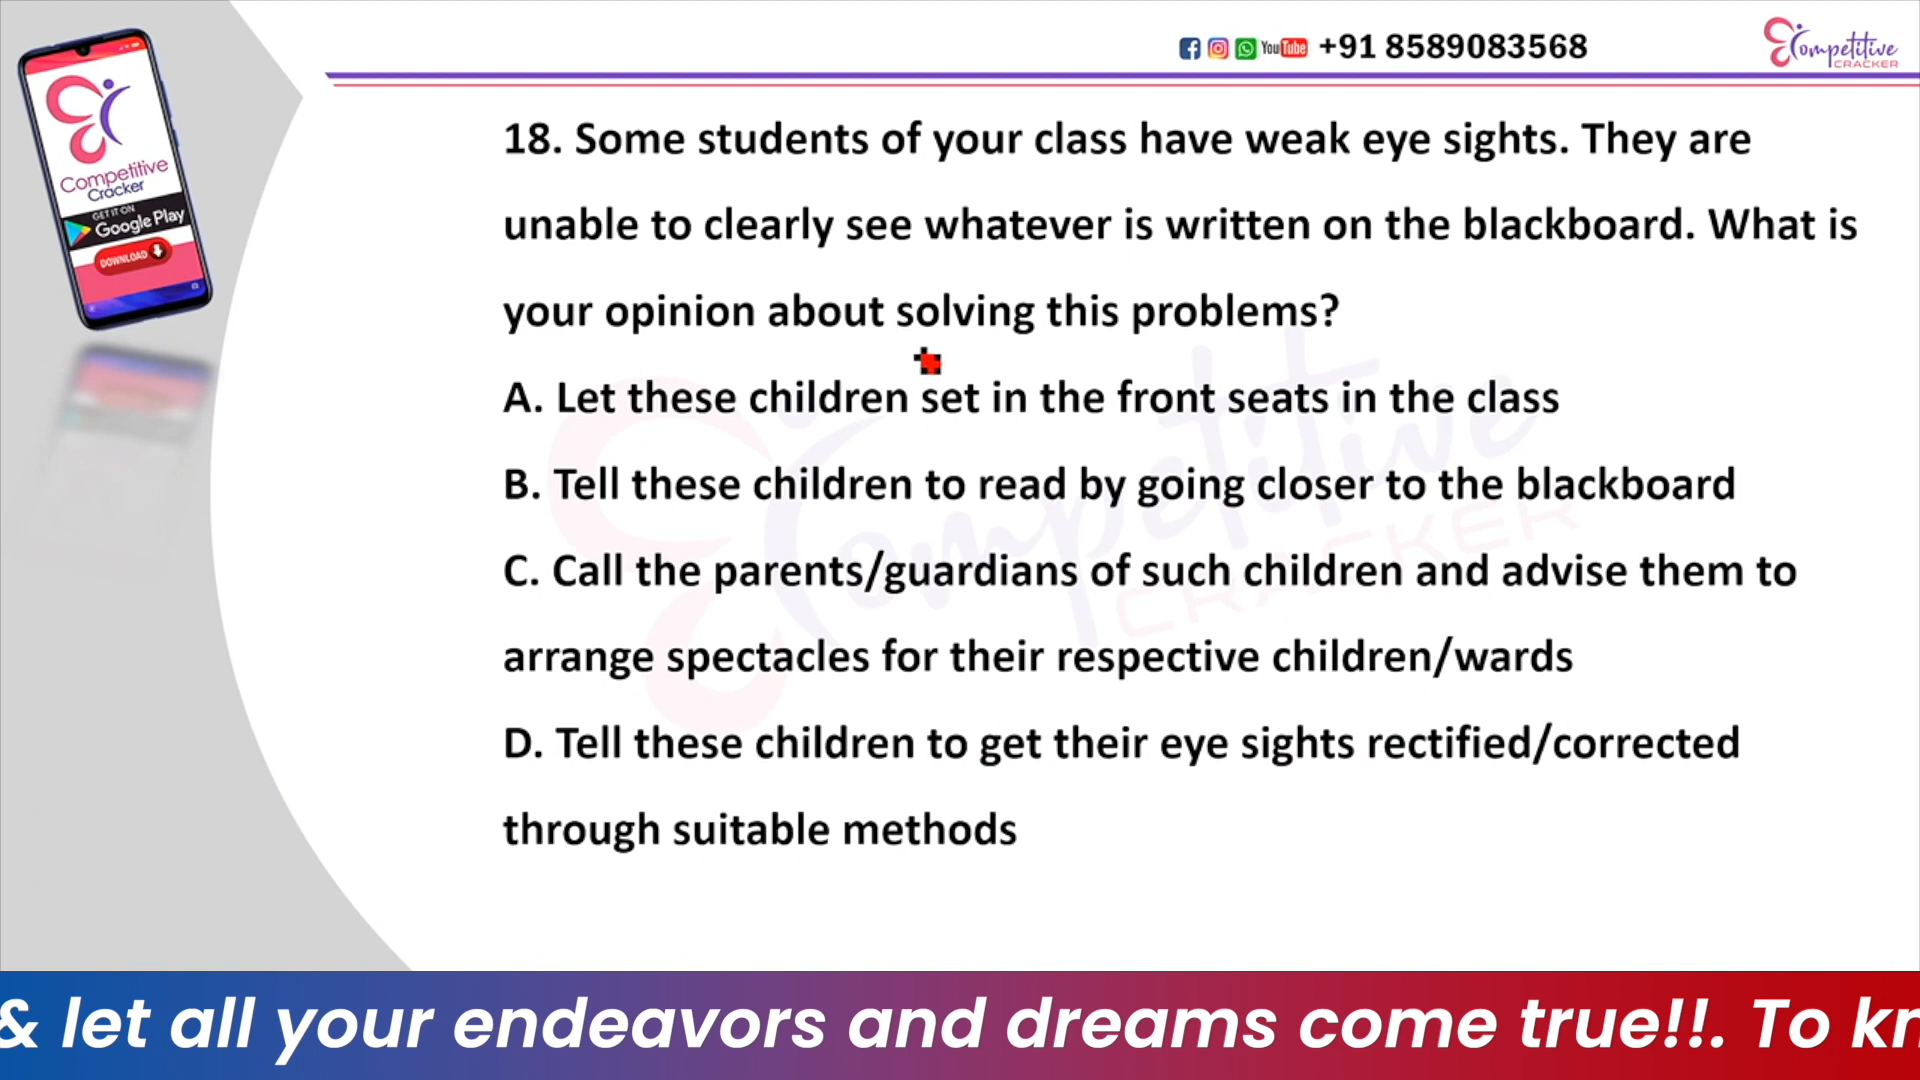 YouTube +91 8589083568
Competitive
CRACKER
Competitive
Cracker
GET IT ON
Google Play
DOWNLOAD
18. Some students of your class have weak eye sights. They are
unable to clearly see whatever is written on the blackboard. What is
your opinion about solving this problems?
A. Let these children set in the front seats in the class
B. Tell these children to read by going closer to the blackboard
C. Call the parents/guardians of such children and advise them to
arrange spectacles for their respective children/wards
D. Tell these children to get their eye sights rectified/corrected
through suitable methods
Competitive
CRACKER
& let all your endeavors and dreams come true!!. To kn